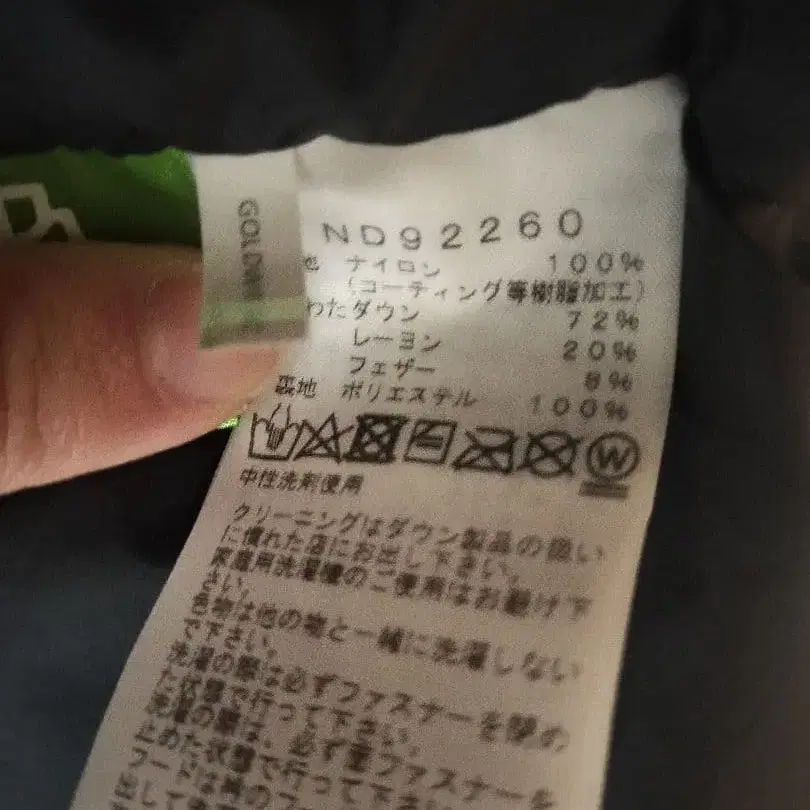 GOLDW
ND92260
地 ナイロン 100%
(コーティング等樹脂加工)
わた ダウン 72%
レーヨン 20%
フェザー 8%
裏地 ポリエステル 100%
W
中性洗剤使用
クリーニングはダウン製品の扱い
に慣れた店にお出し下さい。
家庭用洗濯機のご使用はお避け下
さい。
色物は他の物と一緒に洗濯しない
で下さい。
洗濯の際は必ずファスナーを閉め
た状態で行って下さい。
洗濯の際は、必ず面ファスナーを
とめた状態で行って下さい。
フードは